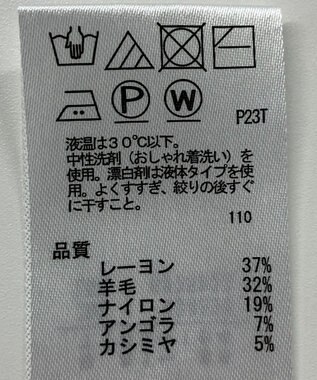 P
W
P23T
液温は30℃以下。
中性洗剤（おしゃれ着洗い）を
使用。漂白剤は液体タイプを使
用。よくすすぎ、絞りの後すぐ
に干すこと。
110
品質
レーヨン 37%
羊毛 32%
ナイロン 19%
アンゴラ 7%
カシミヤ 5%